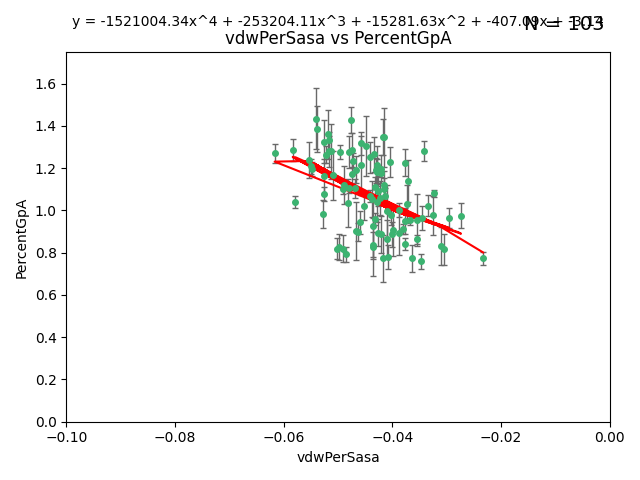 y = -1521004.34x^4 + -253204.11x^3 + -15281.63x^2 + -407.09x + -3.14
N = 103
vdwPerSasa vs PercentGpA
1.6
1.4
1.2
1.0
0.8
0.6
0.4
0.2
0.0
PercentGpA
-0.10 -0.08 -0.06 -0.04 -0.02 0.00
vdwPerSasa